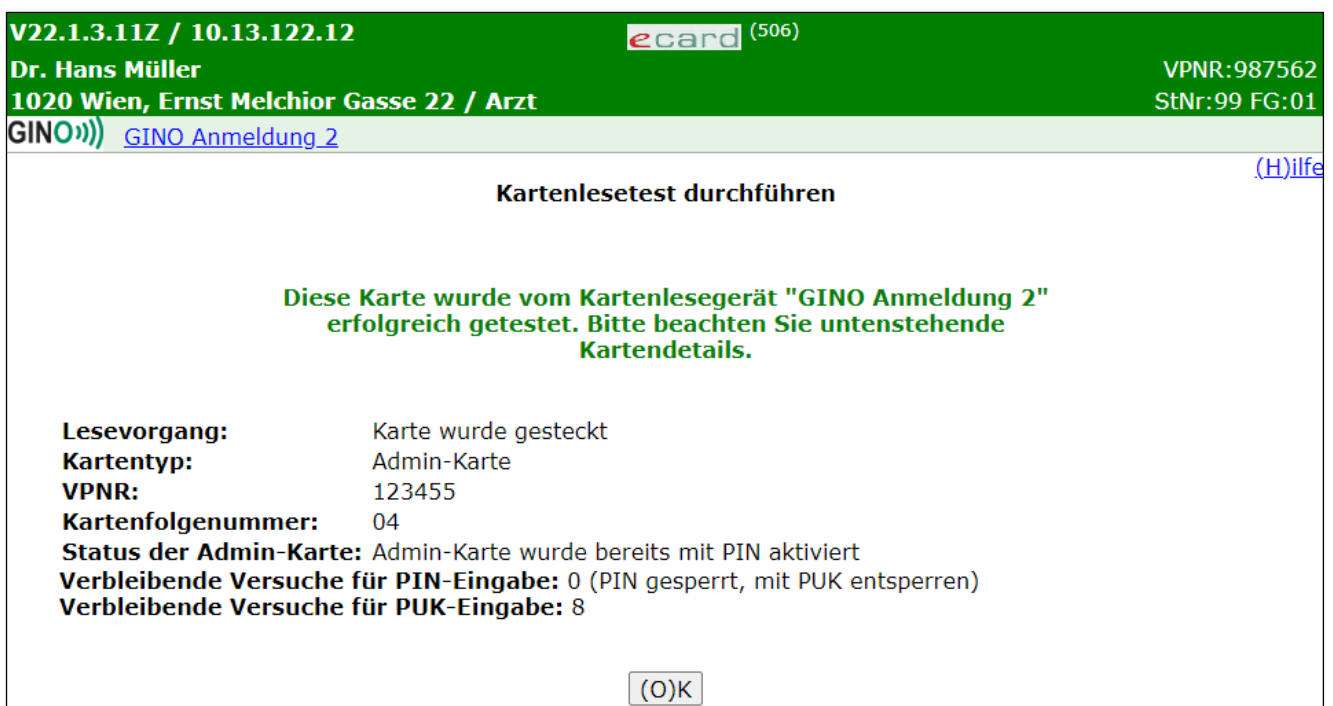 V22.1.3.11Z / 10.13.122.12 ecard (506)
Dr. Hans Müller VPNR:987562
1020 Wien, Ernst Melchior Gasse 22 / Arzt StNr:99 FG:01
GINO GINO Anmeldung 2
(H)ilfe
Kartenlesetest durchführen
Diese Karte wurde vom Kartenlesegerät "GINO Anmeldung 2"
erfolgreich getestet. Bitte beachten Sie untenstehende
Kartendetails.
Lesevorgang: Karte wurde gesteckt
Kartentyp: Admin-Karte
VPNR: 123455
Kartenfolgenummer: 04
Status der Admin-Karte: Admin-Karte wurde bereits mit PIN aktiviert
Verbleibende Versuche für PIN-Eingabe: 0 (PIN gesperrt, mit PUK entsperren)
Verbleibende Versuche für PUK-Eingabe: 8
(O)K